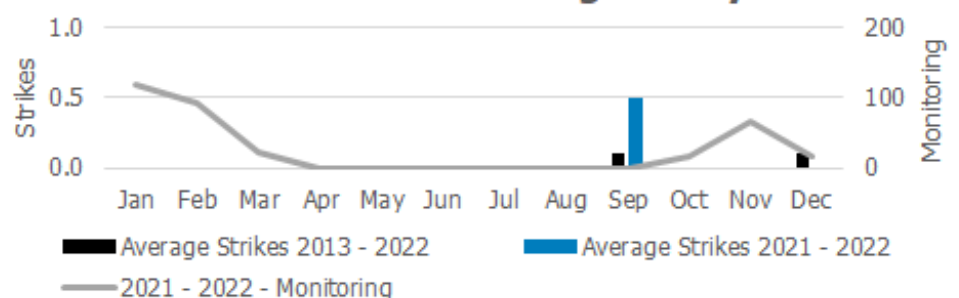 1.0
200
Strikes
0.5
100
Monitoring
0.0
0
Jan Feb Mar Apr May Jun Jul Aug Sep Oct Nov Dec
Average Strikes 2013 - 2022
Average Strikes 2021 - 2022
2021 - 2022 - Monitoring